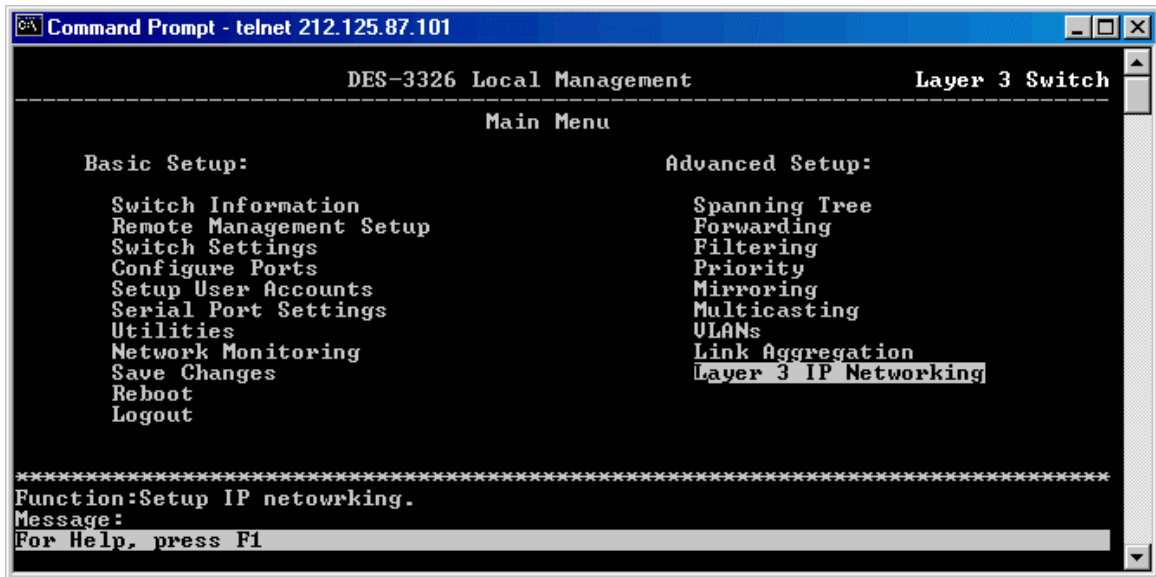 Command Prompt - telnet 212.125.87.101
DES-3326 Local Management Layer 3 Switch
Main Menu
Basic Setup: Advanced Setup:
Switch Information Spanning Tree
Remote Management Setup Forwarding
Switch Settings Filtering
Configure Ports Priority
Setup User Accounts Mirroring
Serial Port Settings Multicasting
Utilities VLANs
Network Monitoring Link Aggregation
Save Changes Layer 3 IP Networking
Reboot
Logout
*******************************************************************************
Function:Setup IP netowrking.
Message:
For Help, press F1